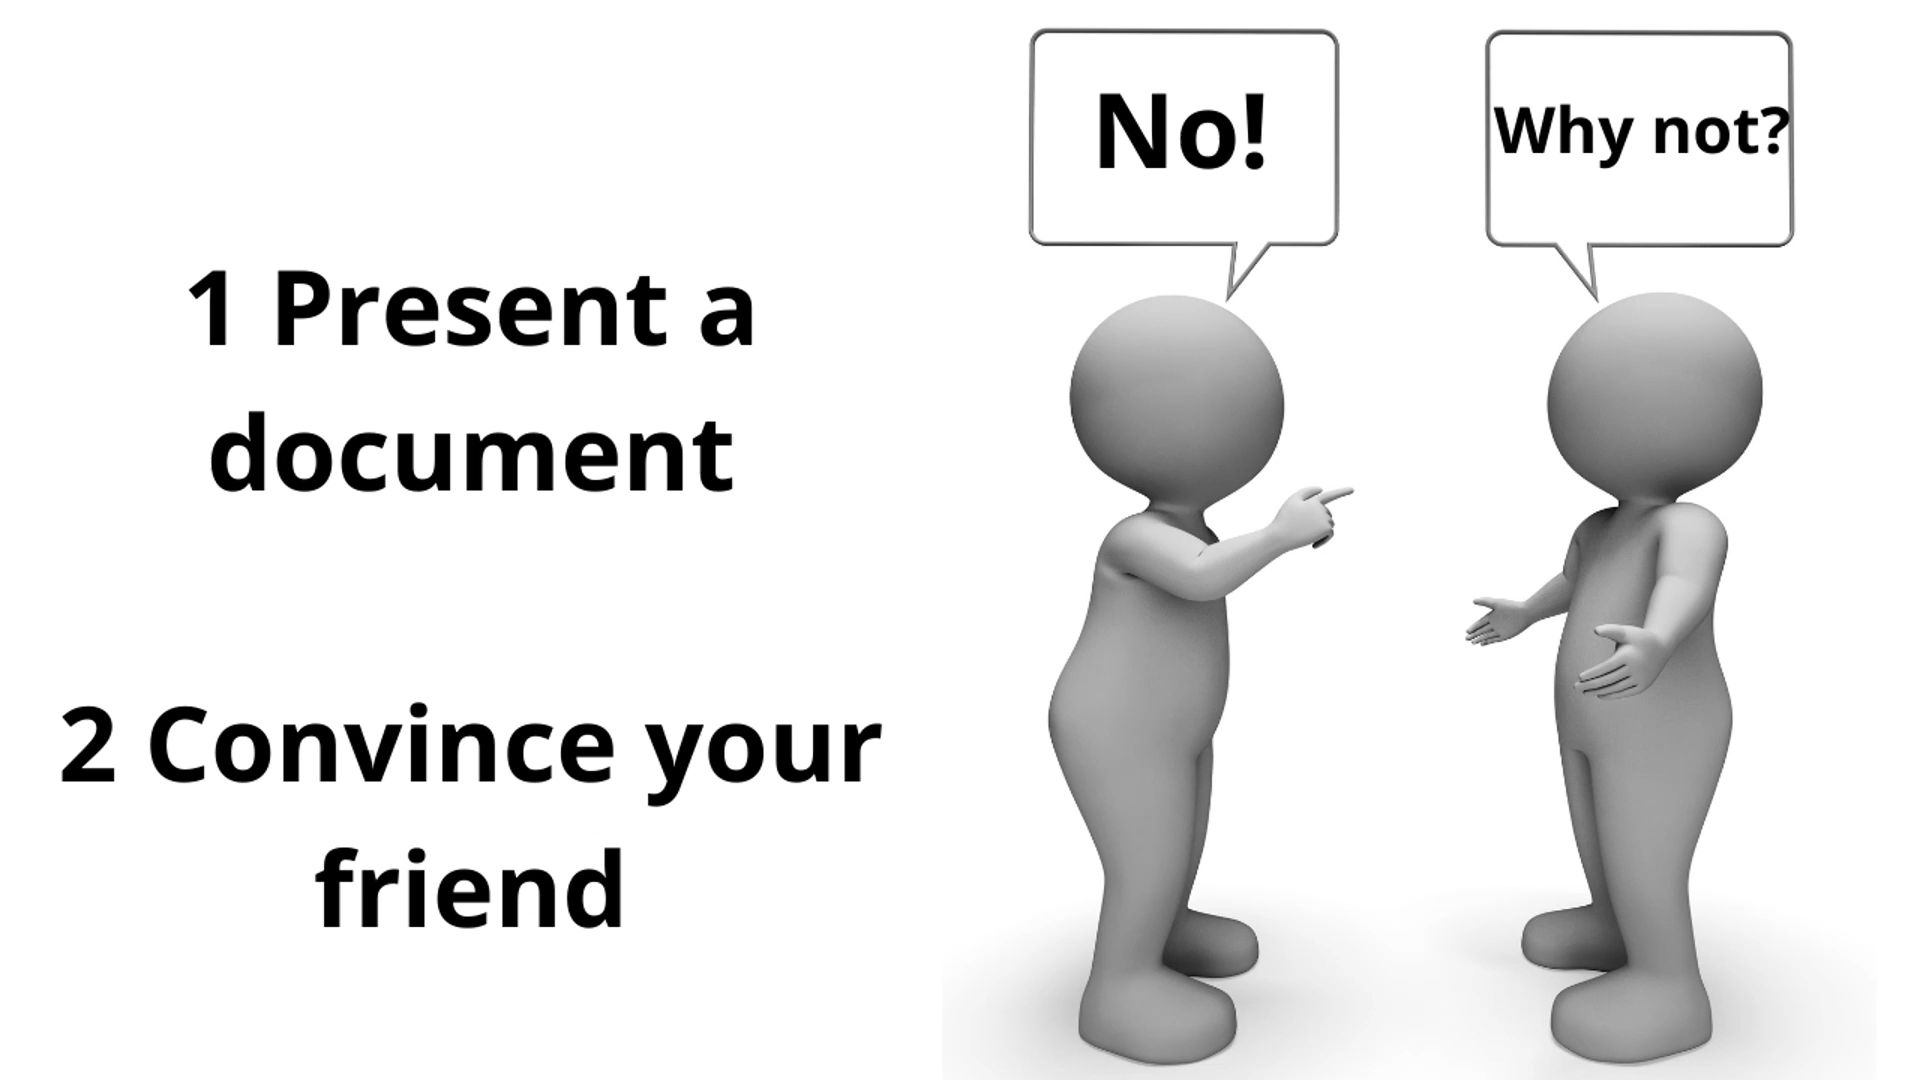 1 Present a
document
2 Convince your
friend
No!
Why not?